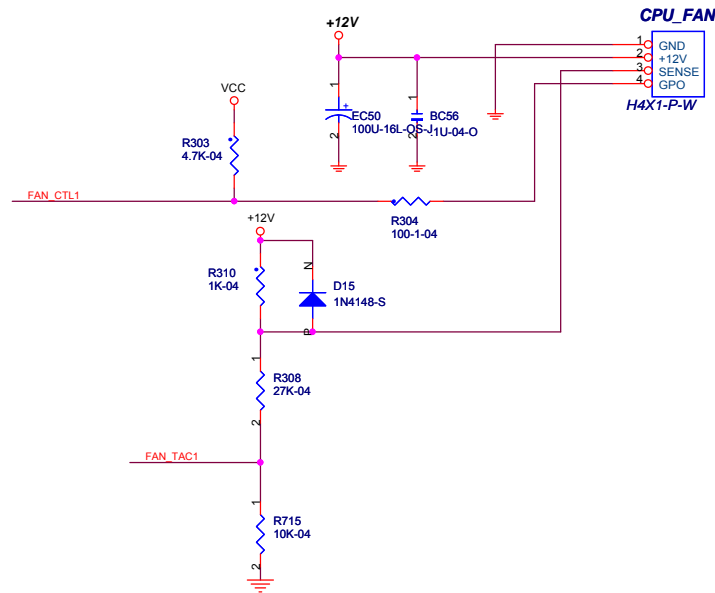 CPU_FAN
+12V
1
GND
2
+12V
3
SENSE
4
GPO
H4X1-P-W
VCC
1
+
EC50
100U-16L-OS-J
2
1
BC56
.1U-04-O
2
R303
4.7K-04
FAN_CTL1
R304
100-1-04
+12V
R310
1K-04
N
D15
1N4148-S
P
1
R308
27K-04
2
FAN_TAC1
1
R715
10K-04
2